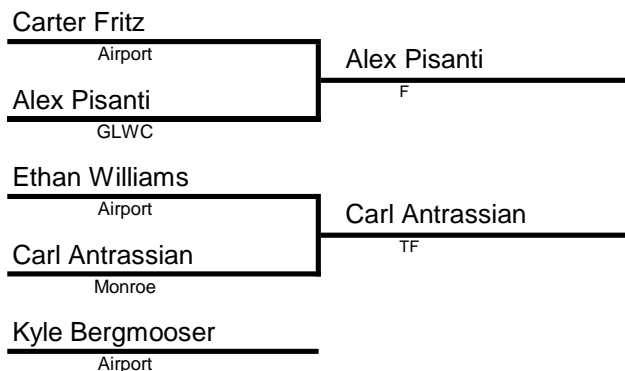 Carter Fritz
Airport
Alex Pisanti
F
Alex Pisanti
GLWC
Ethan Williams
Airport
Carl Antrassian
TF
Carl Antrassian
Monroe
Kyle Bergmooser
Airport